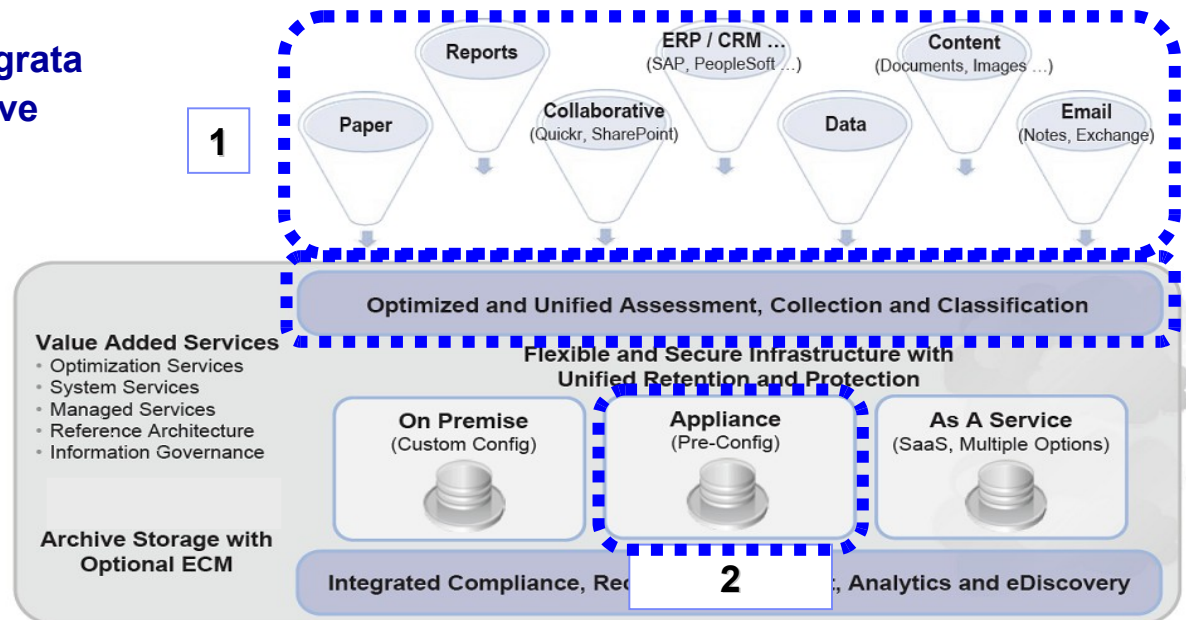 grata
ve
1
Paper
Reports
Collaborative
(Quickr, SharePoint)
ERP / CRM ...
(SAP, PeopleSoft ...)
Data
Content
(Documents, Images ...)
Email
(Notes, Exchange)
Optimized and Unified Assessment, Collection and Classification
Value Added Services
• Optimization Services
• System Services
• Managed Services
• Reference Architecture
• Information Governance
Archive Storage with
Optional ECM
Flexible and Secure Infrastructure with
Unified Retention and Protection
On Premise
(Custom Config)
Appliance
(Pre-Config)
As A Service
(SaaS, Multiple Options)
Integrated Compliance, Rec 2 , Analytics and eDiscovery